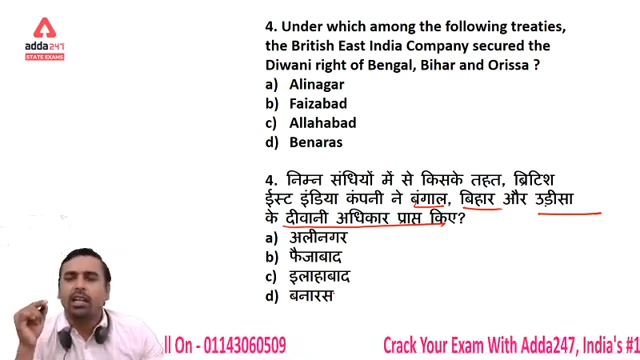 adda247
STATE EXAMS
4. Under which among the following treaties,
the British East India Company secured the
Diwani right of Bengal, Bihar and Orissa ?
a) Alinagar
b) Faizabad
c) Allahabad
d) Benaras
4. निम्न संधियों में से किसके तहत, ब्रिटिश
ईस्ट इंडिया कंपनी ने बंगाल, बिहार और उड़ीसा
के दीवानी अधिकार प्राप्त किए?
a) अलीनगर
b) फैजाबाद
c) इलाहाबाद
d) बनारस
ll On - 01143060509 Crack Your Exam With Adda247, India's #1